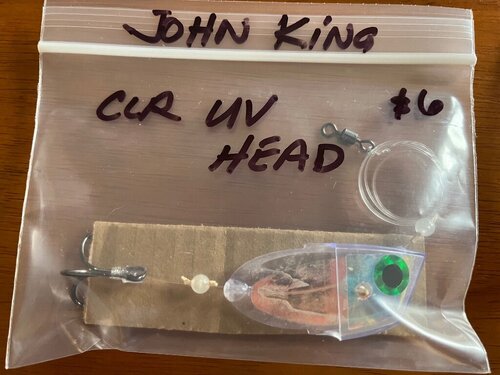 JOHN KING
CLR UV $6
HEAD